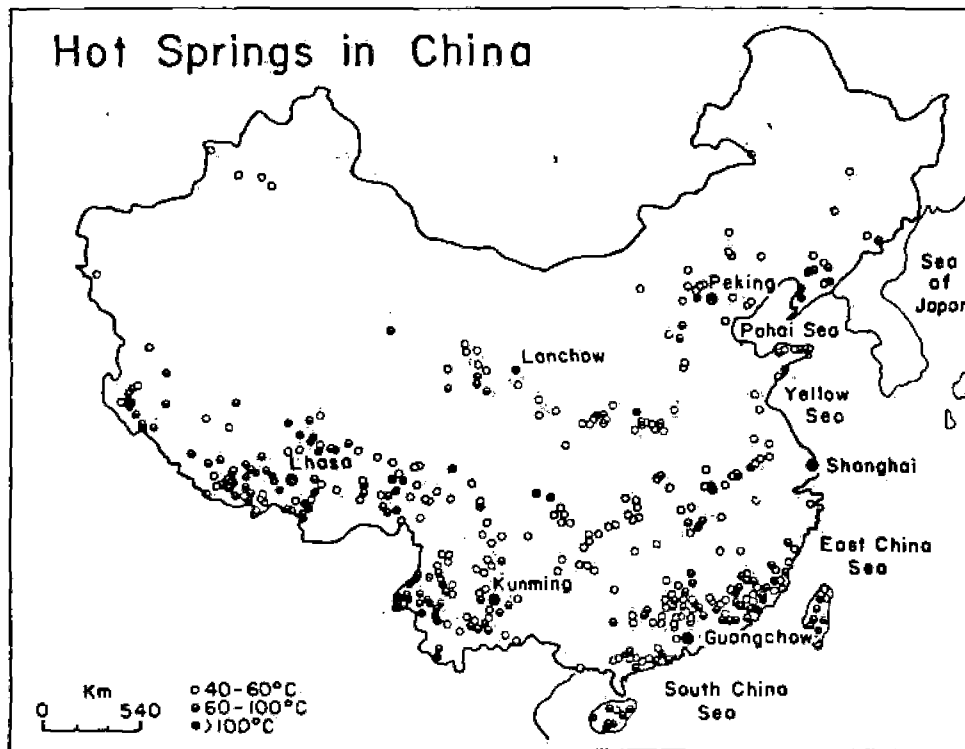 Hot Springs in China
Peking
Sea
of
Japan
Pohai Sea
Lanchow
Yellow
Sea
Lhasa
Shanghai
East China
Sea
Kunming
Guangchow
South China
Sea
Km
0 540
○ 40-60°C
60-100°C
● >100°C